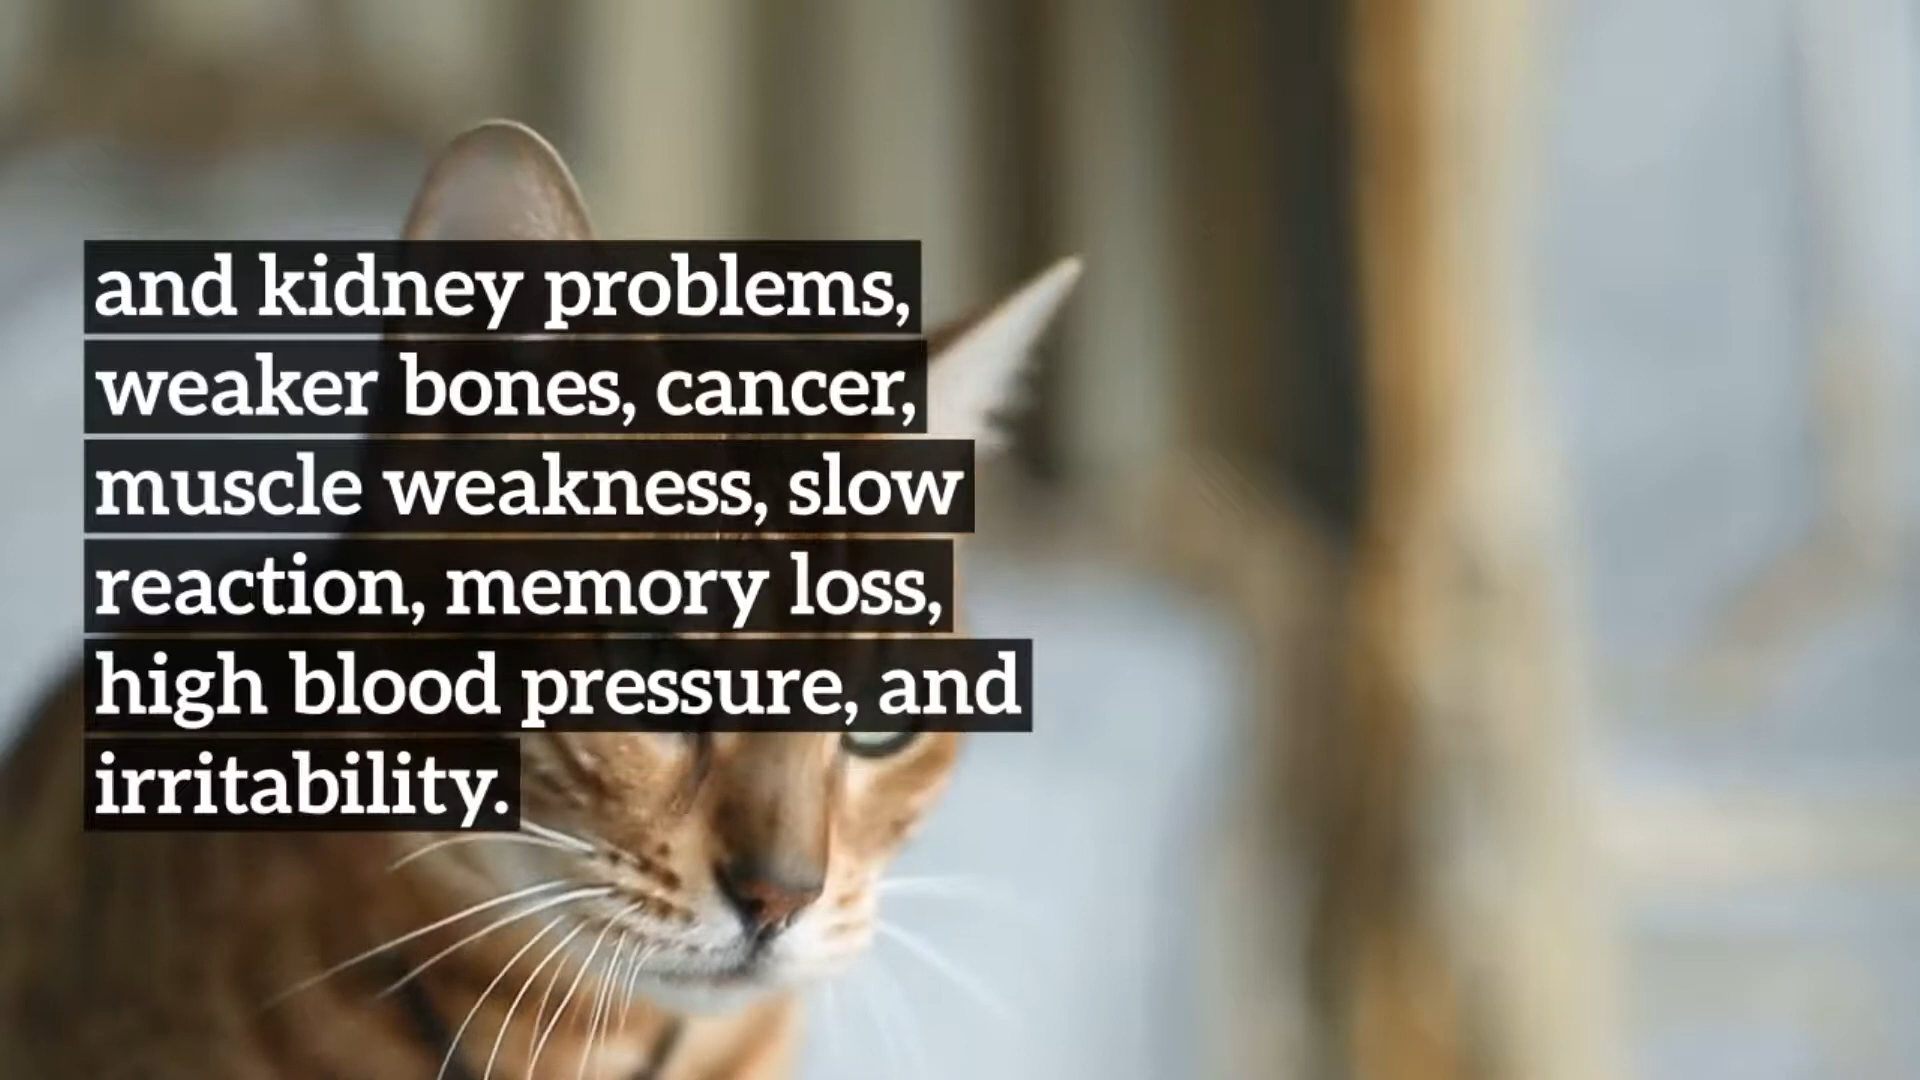 and kidney problems,
weaker bones, cancer,
muscle weakness, slow
reaction, memory loss,
high blood pressure, and
irritability.